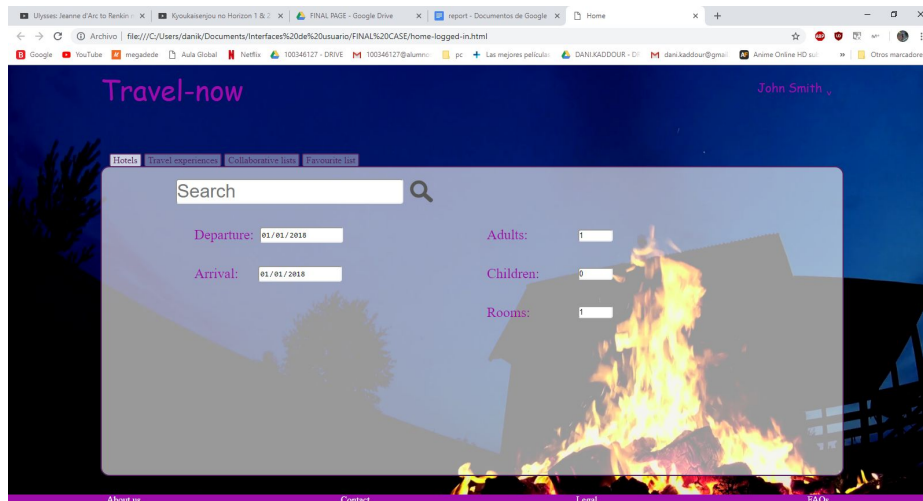 Ulysses: Jeanne d'Arc to Renkin n
Kyoukaisenjou no Horizon 1 & 2
FINAL PAGE - Google Drive
report - Documentos de Google
Home
Archivo | file:///C:/Users/danik/Documents/Interfaces%20de%20usuario/FINAL%20CASE/home-logged-in.html
Google YouTube megadede Aula Global Netflix 100346127 - DRIVE 100346127@alumno pc Las mejores películas DANI.KADDOUR - DR dani.kaddour@gmail Anime Online HD sub » Otros marcadores
Travel-now
John Smith
Hotels Travel experiences Collaborative lists Favourite list
Search
Departure: 01/01/2018
Adults: 1
Arrival: 01/01/2018
Children: 0
Rooms: 1
About us Contact Legal FAQs